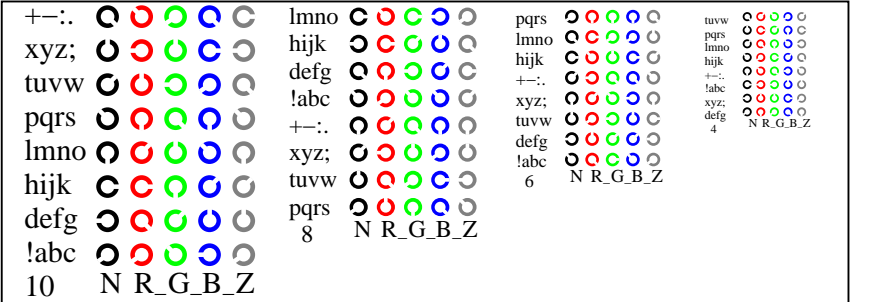 +−:.
xyz;
tuvw
pqrs
lmno
hijk
defg
!abc
10 N R_G_B_Z
lmno
hijk
defg
!abc
+−:.
xyz;
tuvw
pqrs
8 N R_G_B_Z
pqrs
lmno
hijk
+−:.
xyz;
tuvw
defg
!abc
6 N R_G_B_Z
tuvw
pqrs
lmno
hijk
+−:.
!abc
xyz;
defg
4 N R_G_B_Z